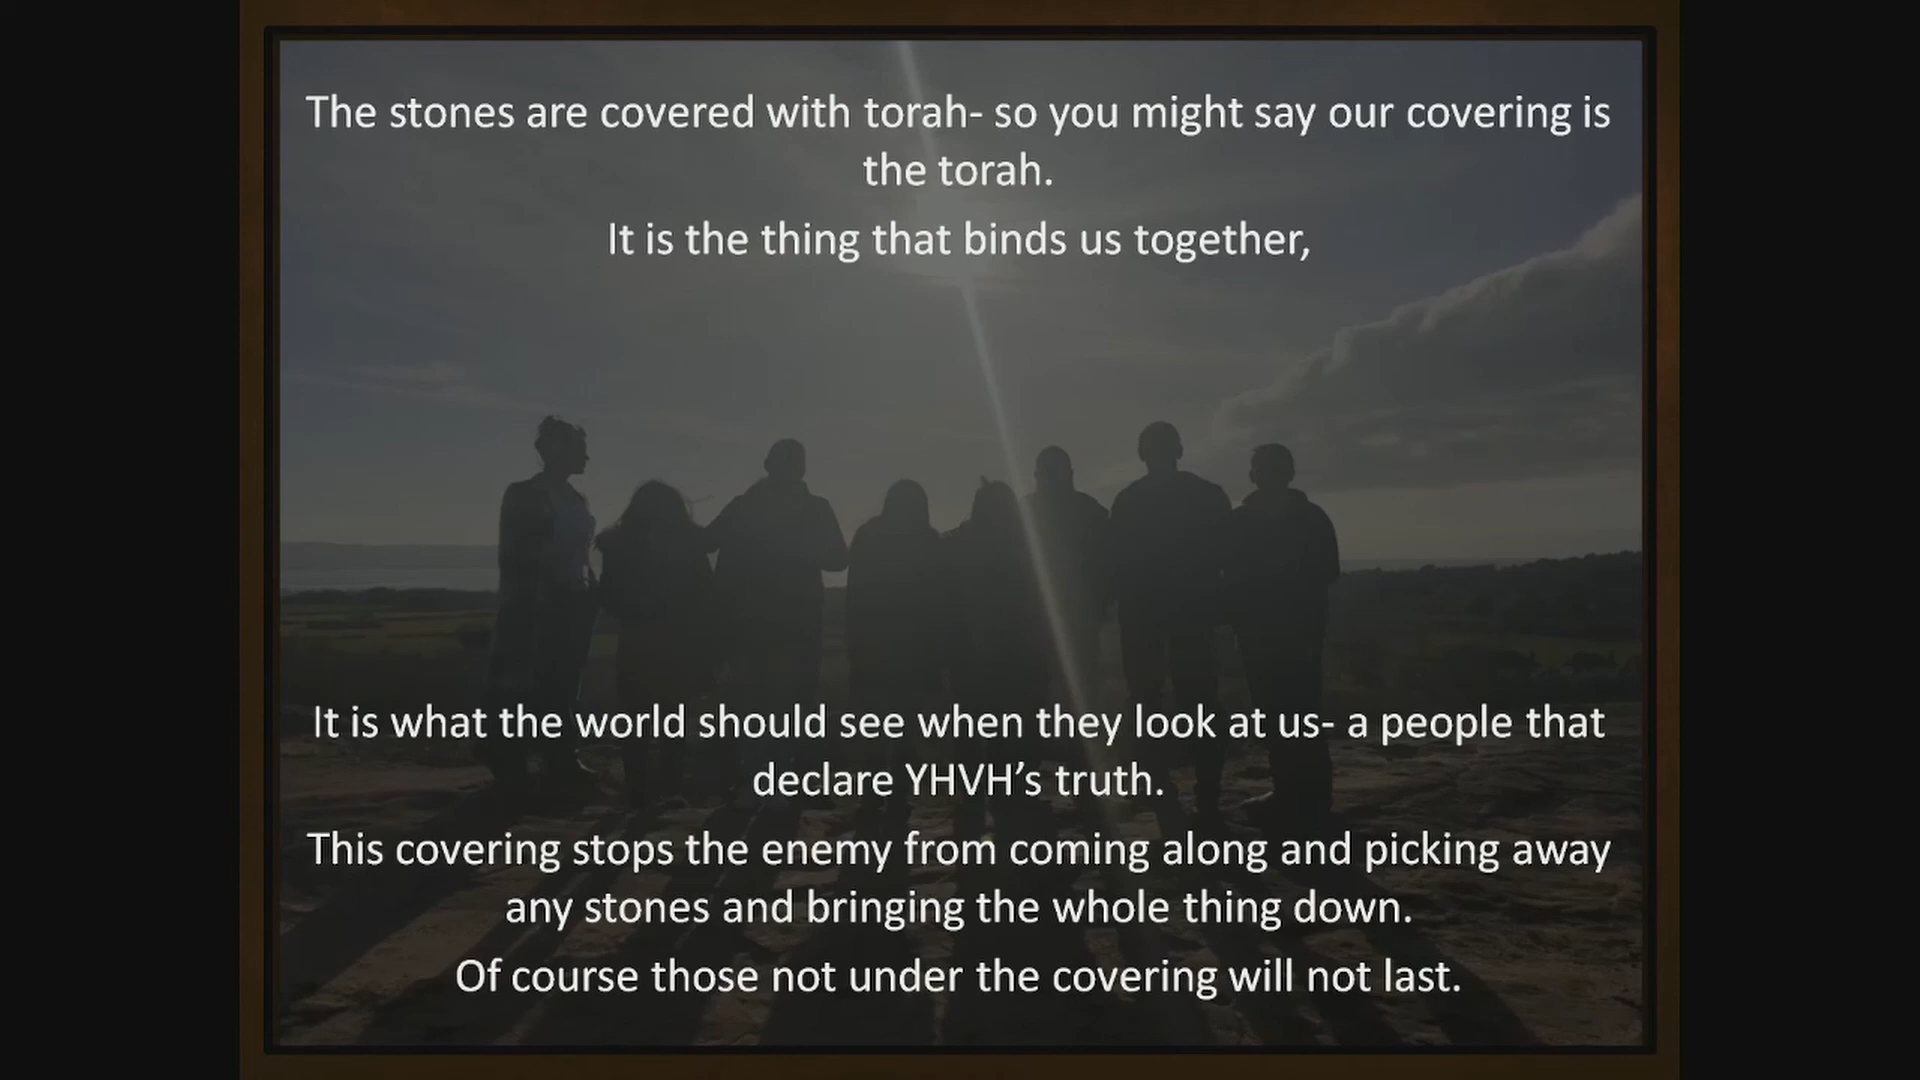 The stones are covered with torah- so you might say our covering is
the torah.
It is the thing that binds us together,
It is what the world should see when they look at us- a people that
declare YHVH’s truth.
This covering stops the enemy from coming along and picking away
any stones and bringing the whole thing down.
Of course those not under the covering will not last.